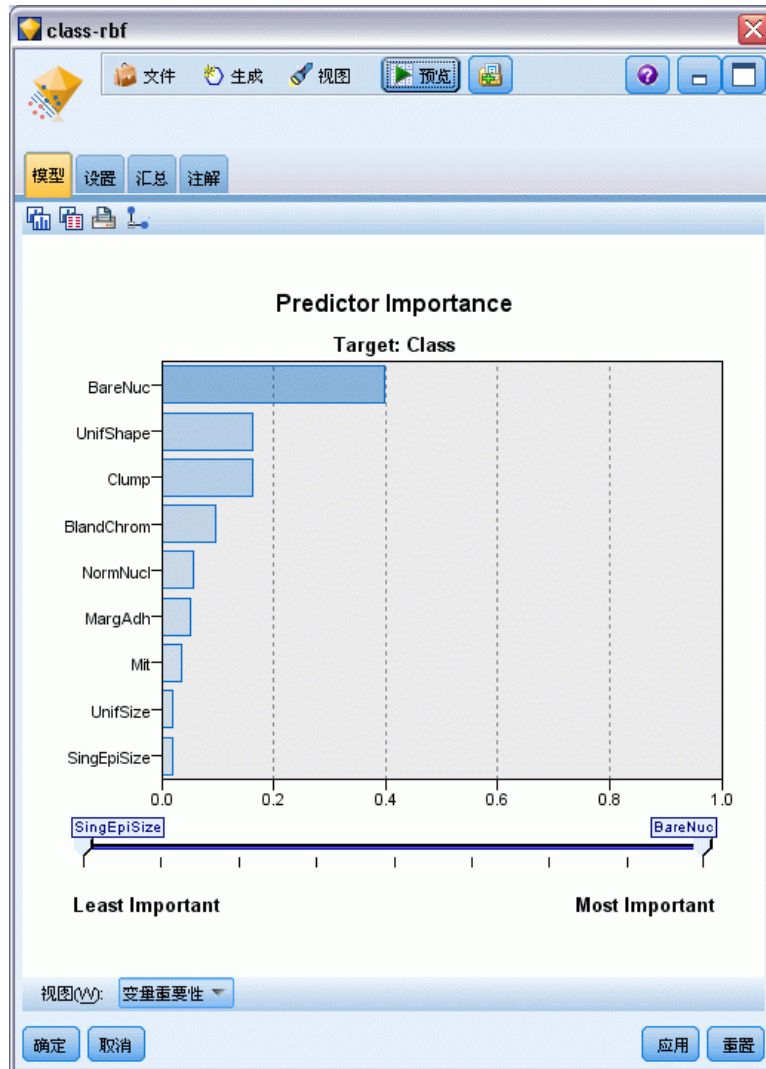 class-rbf
文件 生成 视图 预览
模型 设置 汇总 注解
Predictor Importance
Target: Class
BareNuc
UnifShape
Clump
BlandChrom
NormNucl
MargAdh
Mit
UnifSize
SingEpiSize
0.0 0.2 0.4 0.6 0.8 1.0
SingEpiSize BareNuc
Least Important Most Important
视图(W): 变量重要性
确定 取消 应用 重置